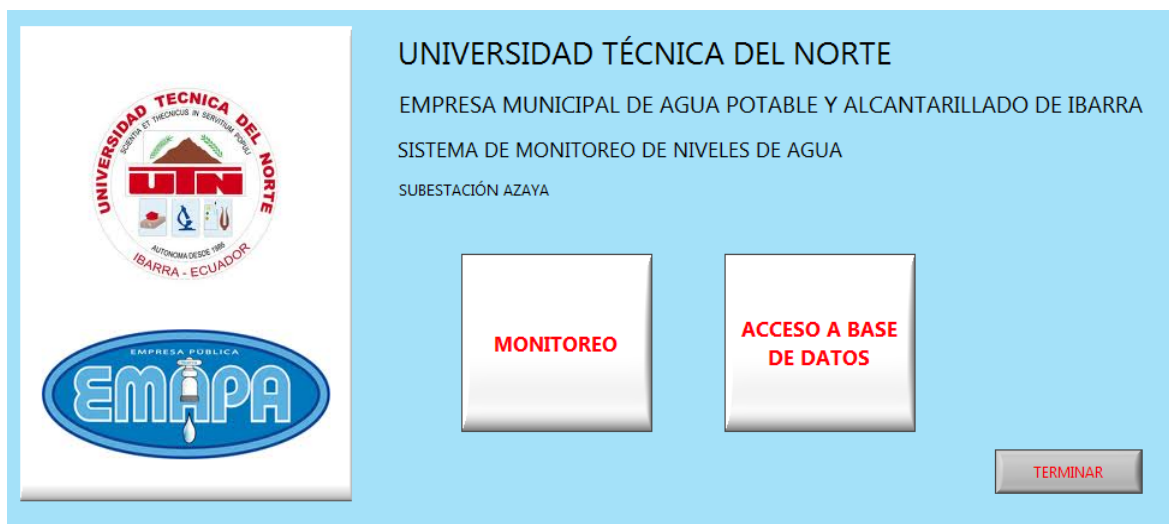 UNIVERSIDAD TECNICA DEL NORTE
SCIENTIA ET THECNICUS IN SERVITIUM POPULI
UTN
AUTONOMA DESDE 1986
IBARRA - ECUADOR
EMPRESA PÚBLICA
EMAPA
UNIVERSIDAD TÉCNICA DEL NORTE
EMPRESA MUNICIPAL DE AGUA POTABLE Y ALCANTARILLADO DE IBARRA
SISTEMA DE MONITOREO DE NIVELES DE AGUA
SUBESTACIÓN AZAYA
MONITOREO
ACCESO A BASE
DE DATOS
TERMINAR